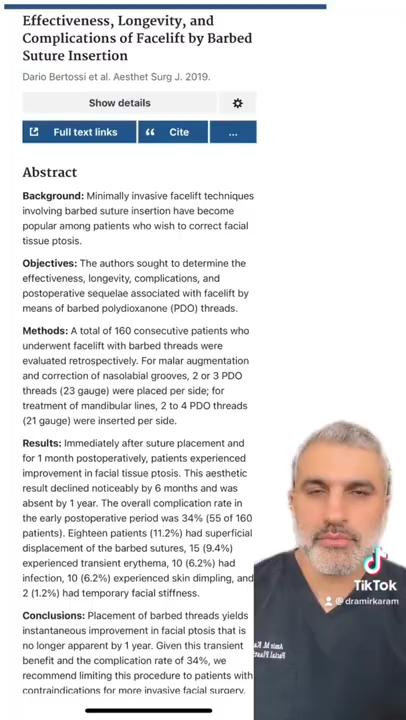 Effectiveness, Longevity, and
Complications of Facelift by Barbed
Suture Insertion
Dario Bertossi et al. Aesthet Surg J. 2019.
Show details
Full text links
Cite
...
Abstract
Background: Minimally invasive facelift techniques
involving barbed suture insertion have become
popular among patients who wish to correct facial
tissue ptosis.
Objectives: The authors sought to determine the
effectiveness, longevity, complications, and
postoperative sequelae associated with facelift by
means of barbed polydioxanone (PDO) threads.
Methods: A total of 160 consecutive patients who
underwent facelift with barbed threads were
evaluated retrospectively. For malar augmentation
and correction of nasolabial grooves, 2 or 3 PDO
threads (23 gauge) were placed per side; for
treatment of mandibular lines, 2 to 4 PDO threads
(21 gauge) were inserted per side.
Results: Immediately after suture placement and
for 1 month postoperatively, patients experienced
improvement in facial tissue ptosis. This aesthetic
result declined noticeably by 6 months and was
absent by 1 year. The overall complication rate in
the early postoperative period was 34% (55 of 160
patients). Eighteen patients (11.2%) had superficial
displacement of the barbed sutures, 15 (9.4%)
experienced transient erythema, 10 (6.2%) had
infection, 10 (6.2%) experienced skin dimpling, and
2 (1.2%) had temporary facial stiffness.
Conclusions: Placement of barbed threads yields
instantaneous improvement in facial ptosis that is
no longer apparent by 1 year. Given this transient
benefit and the complication rate of 34%, we
recommend limiting this procedure to patients with
contraindications for more invasive facial surgery.
TikTok
@dramirkaram
Amir M. Ka
Facial Plast